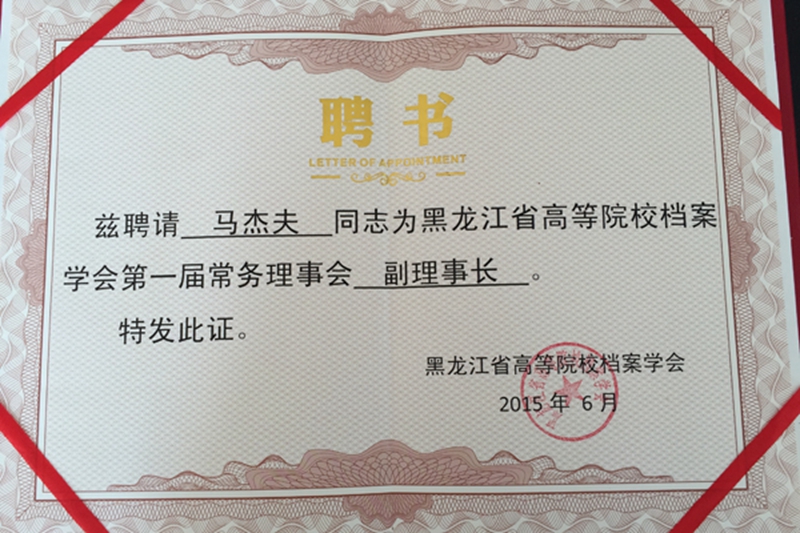 聘书
LETTER OF APPOINTMENT
兹聘请 马杰夫 同志为黑龙江省高等院校档案
学会第一届常务理事会 副理事长 。
特发此证。
黑龙江省高等院校档案学会
2015 年 6 月